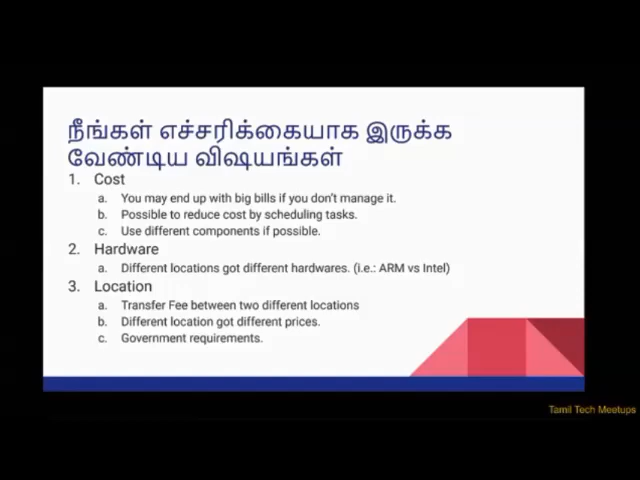 நீங்கள் எச்சரிக்கையாக இருக்க
வேண்டிய விஷயங்கள்
1. Cost
a. You may end up with big bills if you don't manage it.
b. Possible to reduce cost by scheduling tasks.
c. Use different components if possible.
2. Hardware
a. Different locations got different hardwares. (i.e.: ARM vs Intel)
3. Location
a. Transfer Fee between two different locations
b. Different location got different prices.
c. Government requirements.
Tamil Tech Meetups